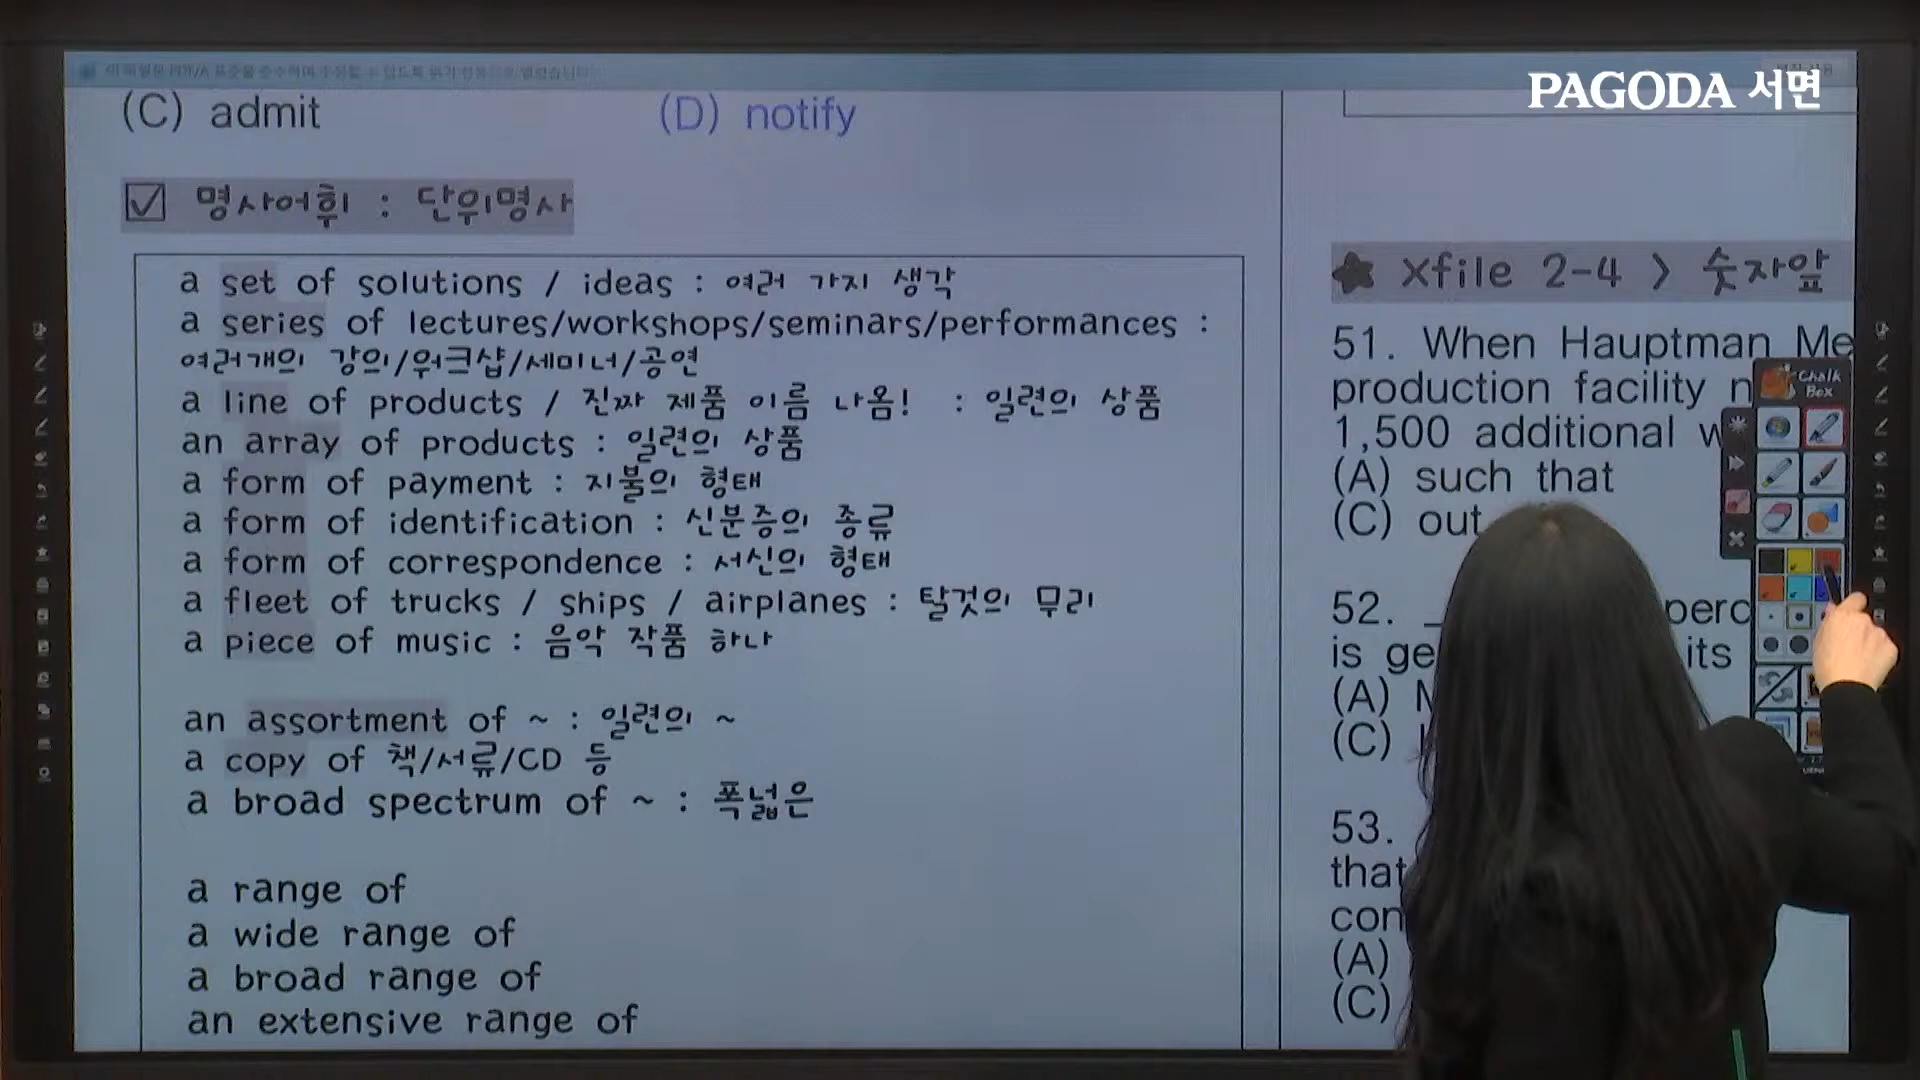 PAGODA 서면
(C) admit (D) notify
명사어휘 : 단위명사
a set of solutions / ideas : 여러 가지 생각
a series of lectures/workshops/seminars/performances :
여러개의 강의/워크샵/세미너/공연
a line of products / 진짜 제품 이름 나옴! : 일련의 상품
an array of products : 일련의 상품
a form of payment : 지불의 형태
a form of identification : 신분증의 종류
a form of correspondence : 서신의 형태
a fleet of trucks / ships / airplanes : 탈것의 무리
a piece of music : 음악 작품 하나
an assortment of ~ : 일련의 ~
a copy of 책/서류/CD 등
a broad spectrum of ~ : 폭넓은
a range of
a wide range of
a broad range of
an extensive range of
★ Xfile 2-4 > 숫자앞
51. When Hauptman Me
production facility n
1,500 additional w
(A) such that
(C) out
52.
is ge its
(A)
(C)
53.
that
con
(A)
(C)
Chalk
Box